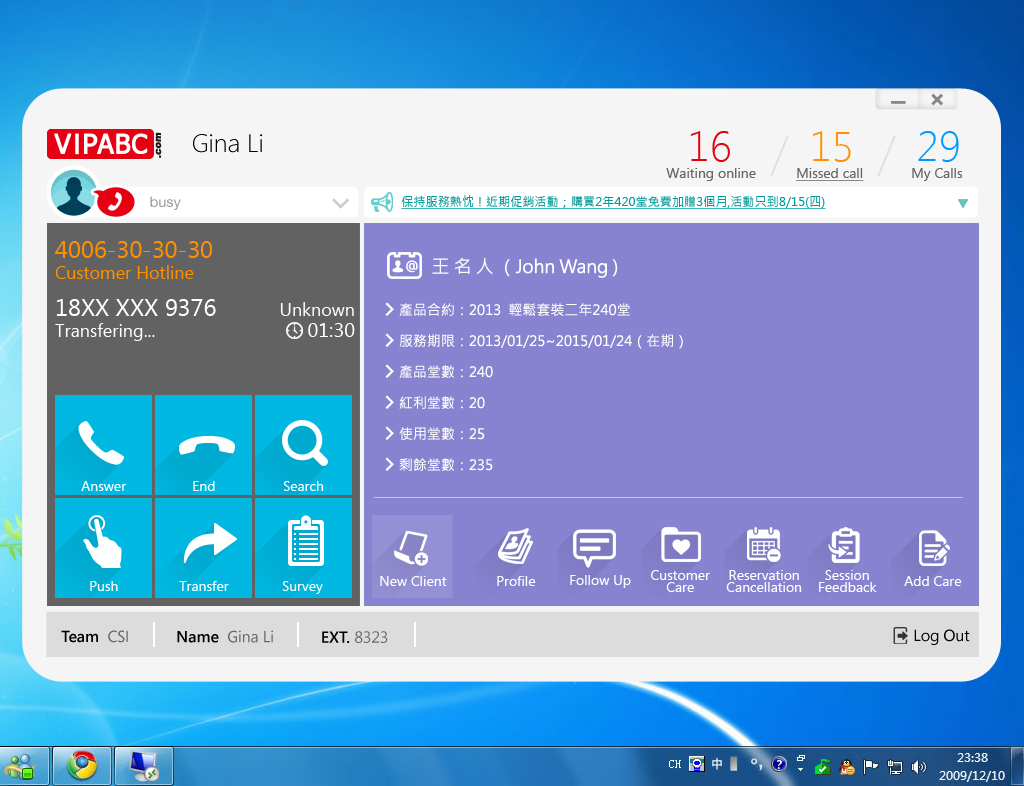 VIPABC.com
Gina Li
16
Waiting online
15
Missed call
29
My Calls
busy
保持服務熱忱！近期促銷活動；購買2年420堂免費加贈3個月,活動只到8/15(四)
4006-30-30-30
Customer Hotline
18XX XXX 9376
Unknown
Transfering...
01:30
Answer
End
Search
Push
Transfer
Survey
王名人 ( John Wang )
產品合約：2013 輕鬆套裝二年240堂
服務期限：2013/01/25~2015/01/24 ( 在期 )
產品堂數：240
紅利堂數：20
使用堂數：25
剩餘堂數：235
New Client
Profile
Follow Up
Customer
Care
Reservation
Cancellation
Session
Feedback
Add Care
Team CSI
Name Gina Li
EXT. 8323
Log Out
CH
中
23:38
2009/12/10